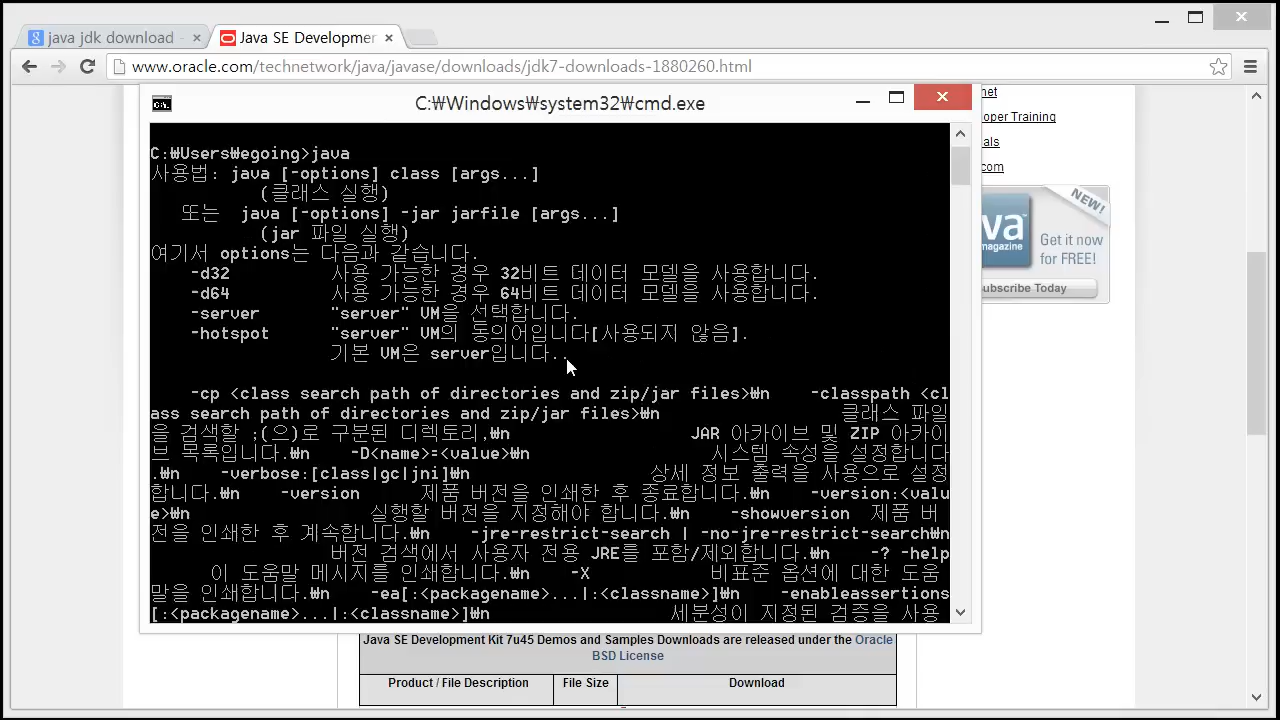 java jdk download -
Java SE Developmer
www.oracle.com/technetwork/java/javase/downloads/jdk7-downloads-1880260.html
C:₩Windows₩system32₩cmd.exe
C:₩Users₩egoing>java
사용법: java [-options] class [args...]
(클래스 실행)
또는 java [-options] -jar jarfile [args...]
(jar 파일 실행)
여기서 options는 다음과 같습니다.
-d32 사용 가능한 경우 32비트 데이터 모델을 사용합니다.
-d64 사용 가능한 경우 64비트 데이터 모델을 사용합니다.
-server "server" VM을 선택합니다.
-hotspot "server" VM의 동의어입니다[사용되지 않음].
기본 VM은 server입니다..
-cp <class search path of directories and zip/jar files>₩n -classpath <cl
ass search path of directories and zip/jar files>₩n 클래스 파일
을 검색할 ;(으)로 구분된 디렉토리,₩n JAR 아카이브 및 ZIP 아카이
브 목록입니다.₩n -D<name>=<value>₩n 시스템 속성을 설정합니다
.₩n -verbose:[class|gc|jni]₩n 상세 정보 출력을 사용으로 설정
합니다.₩n -version 제품 버전을 인쇄한 후 종료합니다.₩n -version:<valu
e>₩n 실행할 버전을 지정해야 합니다.₩n -showversion 제품 버
전을 인쇄한 후 계속합니다.₩n -jre-restrict-search | -no-jre-restrict-search₩n
버전 검색에서 사용자 전용 JRE를 포함/제외합니다.₩n -? -help
이 도움말 메시지를 인쇄합니다.₩n -X 비표준 옵션에 대한 도움
말을 인쇄합니다.₩n -ea[:<packagename>...|:<classname>]₩n -enableassertions
[:<packagename>...|:<classname>]₩n 세분성이 지정된 검증을 사용
net
oper Training
als
com
NEW!
va
magazine
Get it now
for FREE!
Subscribe Today
Java SE Development Kit 7u45 Demos and Samples Downloads are released under the Oracle
BSD License
Product / File Description File Size Download